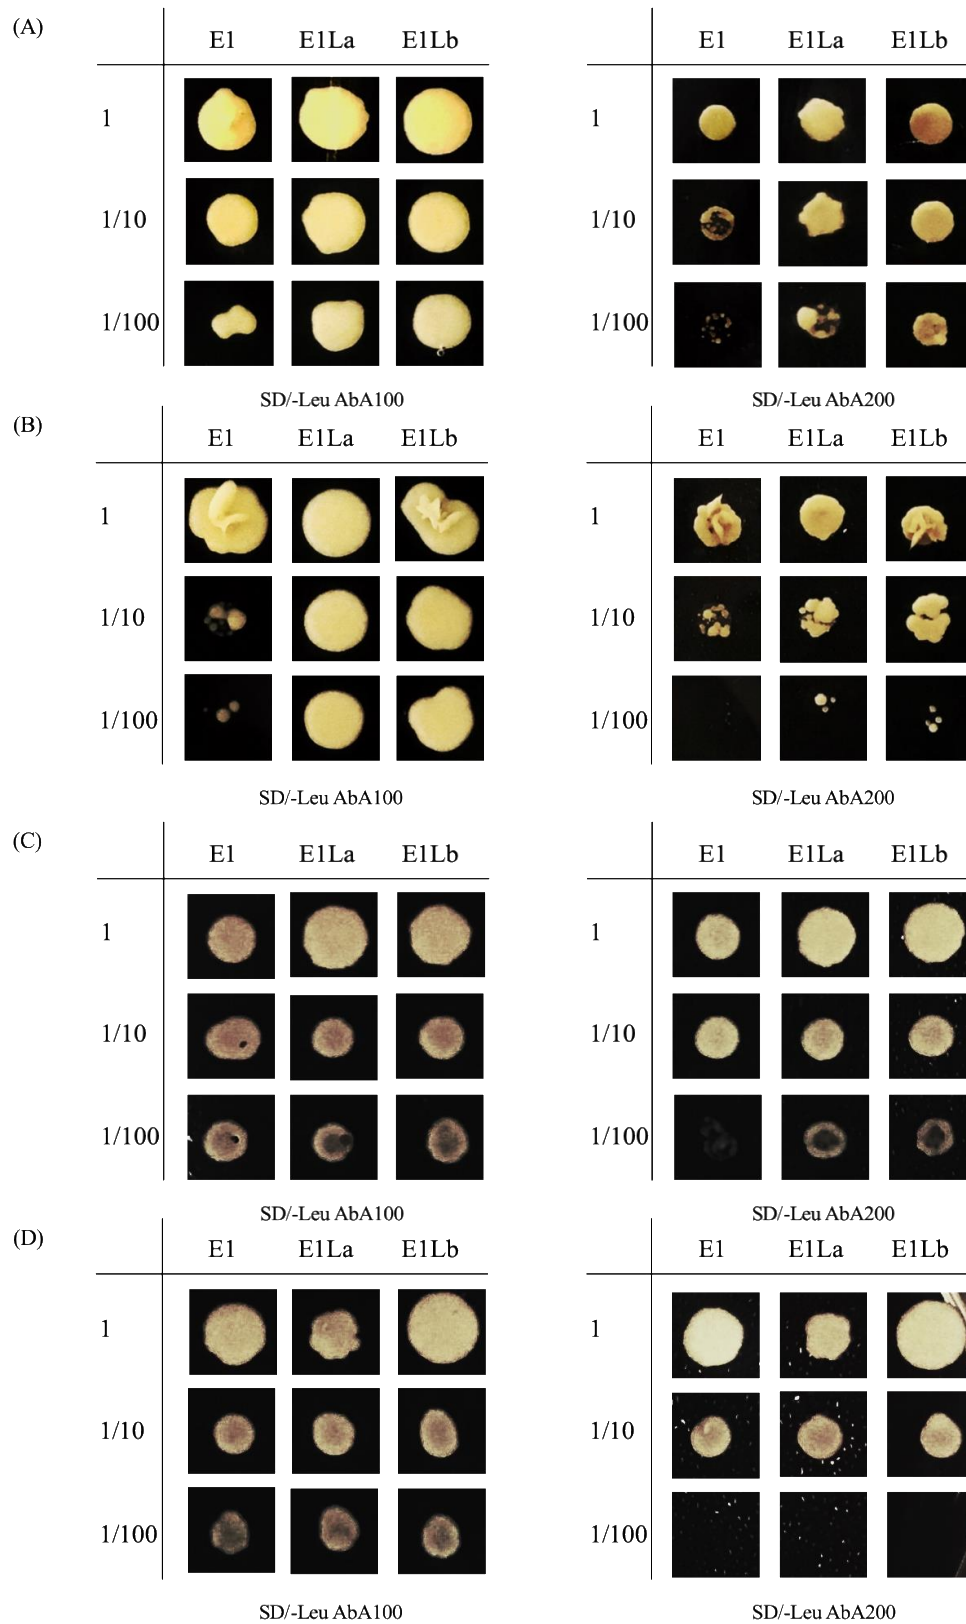 (A)
E1 E1La E1Lb E1 E1La E1Lb
1 1
1/10 1/10
1/100 1/100
SD/-Leu AbA100 SD/-Leu AbA200
(B)
E1 E1La E1Lb E1 E1La E1Lb
1 1
1/10 1/10
1/100 1/100
SD/-Leu AbA100 SD/-Leu AbA200
(C)
E1 E1La E1Lb E1 E1La E1Lb
1 1
1/10 1/10
1/100 1/100
SD/-Leu AbA100 SD/-Leu AbA200
(D)
E1 E1La E1Lb E1 E1La E1Lb
1 1
1/10 1/10
1/100 1/100
SD/-Leu AbA100 SD/-Leu AbA200